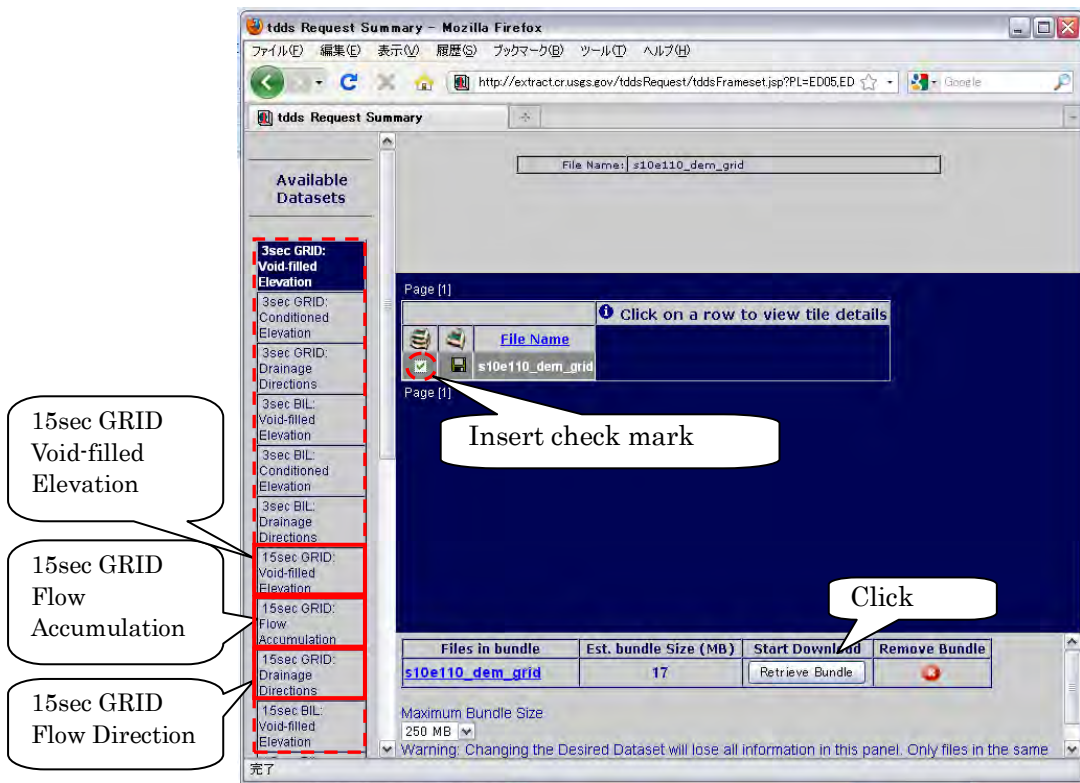 tdds Request Summary - Mozilla Firefox
ファイル(F) 編集(E) 表示(V) 履歴(S) ブックマーク(B) ツール(T) ヘルプ(H)
http://extract.cr.usgs.gov/tddsRequest/tddsFrameset.jsp?PL=ED05,ED
Google
tdds Request Summary
File Name: s10e110_dem_grid
Available
Datasets
3sec GRID:
Void-filled
Elevation
3sec GRID:
Conditioned
Elevation
3sec GRID:
Drainage
Directions
3sec BIL:
Void-filled
Elevation
3sec BIL:
Conditioned
Elevation
3sec BIL:
Drainage
Directions
15sec GRID:
Void-filled
Elevation
15sec GRID:
Flow
Accumulation
15sec GRID:
Drainage
Directions
15sec BIL:
Void-filled
Elevation
Page [1]
Click on a row to view tile details
File Name
s10e110_dem_grid
Page [1]
Insert check mark
15sec GRID
Void-filled
Elevation
15sec GRID
Flow
Accumulation
15sec GRID
Flow Direction
Click
Files in bundle Est. bundle Size (MB) Start Download Remove Bundle
s10e110_dem_grid 17 Retrieve Bundle
Maximum Bundle Size
250 MB
Warning: Changing the Desired Dataset will lose all information in this panel. Only files in the same
完了